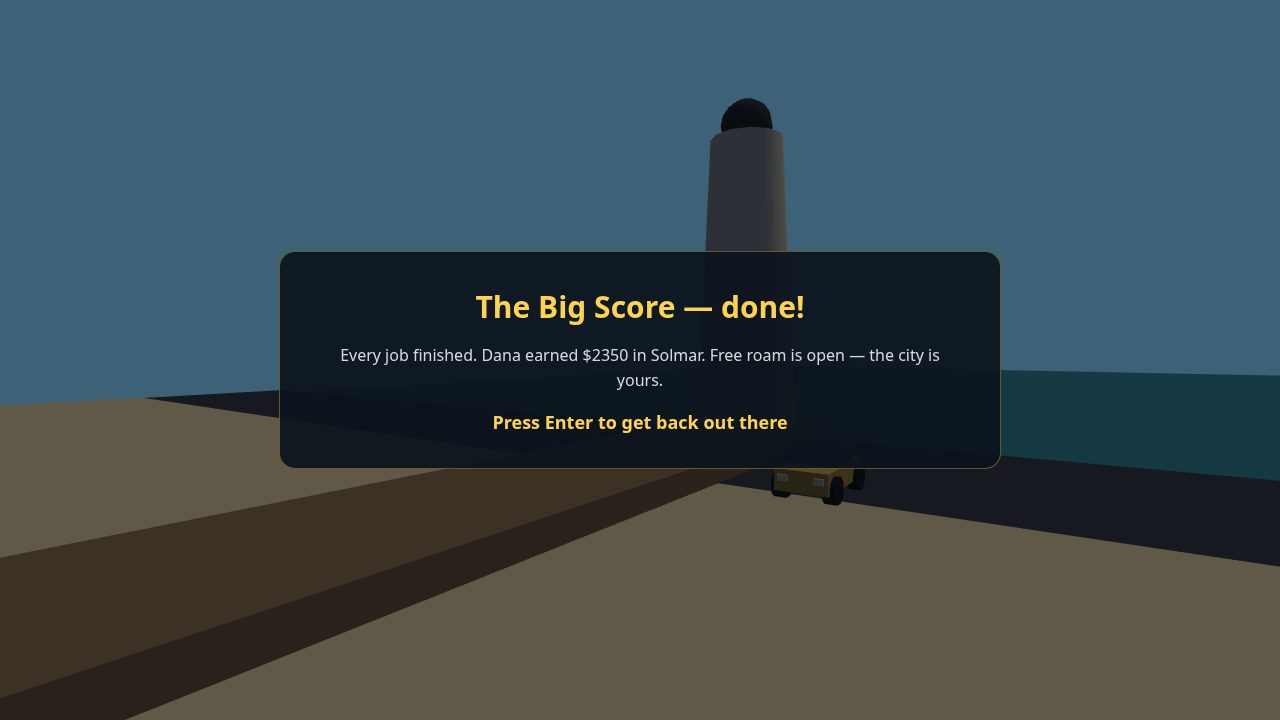 The Big Score — done!
Every job finished. Dana earned $2350 in Solmar. Free roam is open — the city is
yours.
Press Enter to get back out there